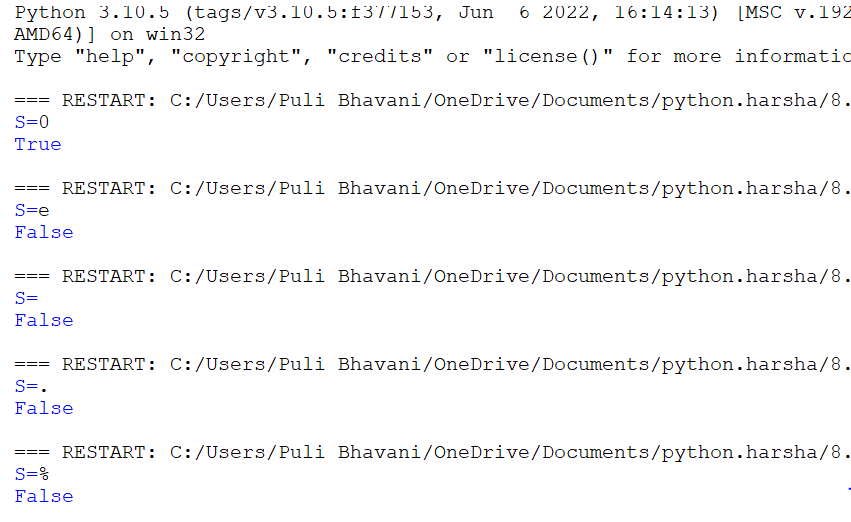 Python 3.10.5 (tags/v3.10.5:f377153, Jun  6 2022, 16:14:13) [MSC v.192
AMD64)] on win32
Type "help", "copyright", "credits" or "license()" for more informatic
=== RESTART: C:/Users/Puli Bhavani/OneDrive/Documents/python.harsha/8.
S=0
True
=== RESTART: C:/Users/Puli Bhavani/OneDrive/Documents/python.harsha/8.
S=e
False
=== RESTART: C:/Users/Puli Bhavani/OneDrive/Documents/python.harsha/8.
S=
False
=== RESTART: C:/Users/Puli Bhavani/OneDrive/Documents/python.harsha/8.
S=.
False
=== RESTART: C:/Users/Puli Bhavani/OneDrive/Documents/python.harsha/8.
S=%
False